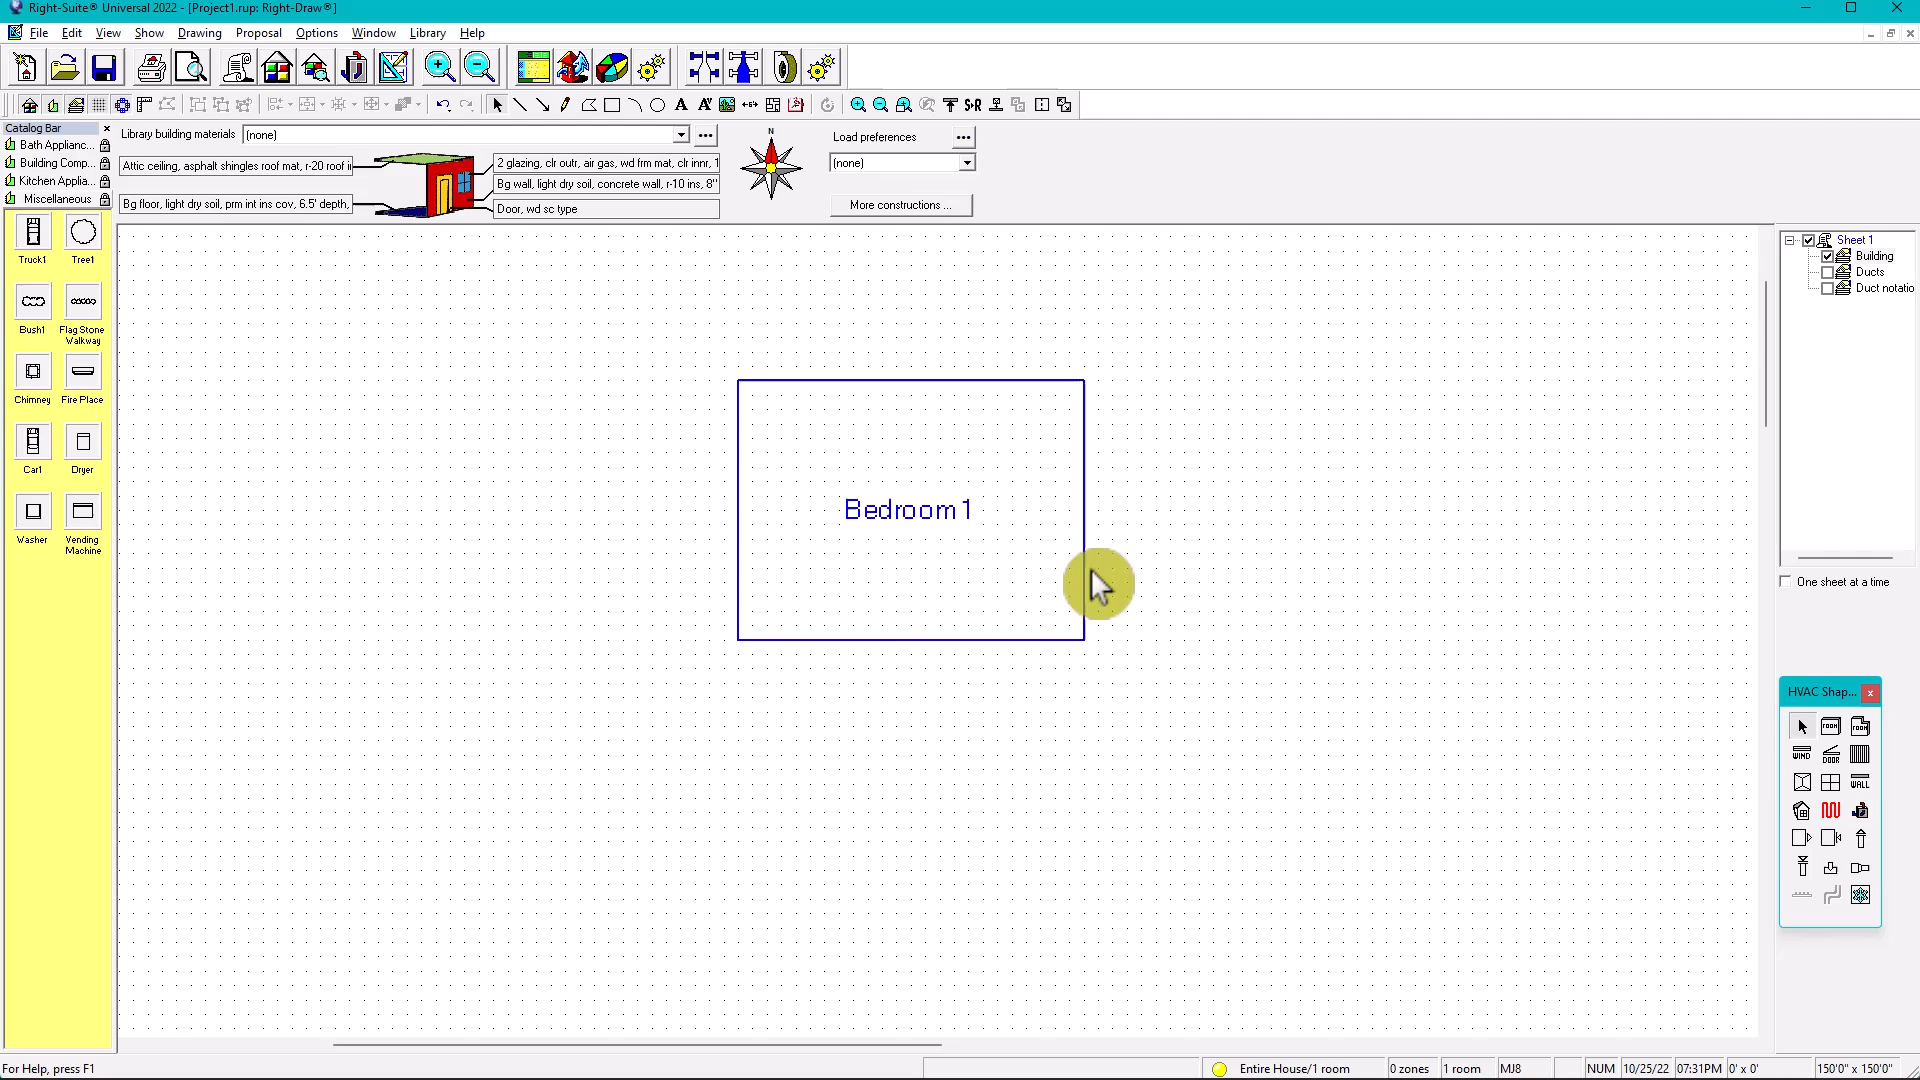 Right-Suite® Universal 2022 - [Project1.rup: Right-Draw®]
File Edit View Show Drawing Proposal Options Window Library Help
S·R
Catalog Bar
Bath Applianc...
Building Comp...
Kitchen Applia...
Miscellaneous
Library building materials (none)
Attic ceiling, asphalt shingles roof mat, r-20 roof i
Bg floor, light dry soil, prm int ins cov, 6.5' depth,
2 glazing, clr outr, air gas, wd frm mat, clr innr, 1
Bg wall, light dry soil, concrete wall, r-10 ins, 8"
Door, wd sc type
N
Load preferences
(none)
More constructions ...
Truck1 Tree1
Bush1 Flag Stone
Walkway
Chimney Fire Place
Car1 Dryer
Washer Vending
Machine
Bedroom1
Sheet 1
Building
Ducts
Duct notatio
One sheet at a time
HVAC Shap...
ROOM ROOM
WIND DOOR
WALL
For Help, press F1
Entire House/1 room 0 zones 1 room MJ8 NUM 10/25/22 07:31PM 0' x 0' 150'0" x 150'0"